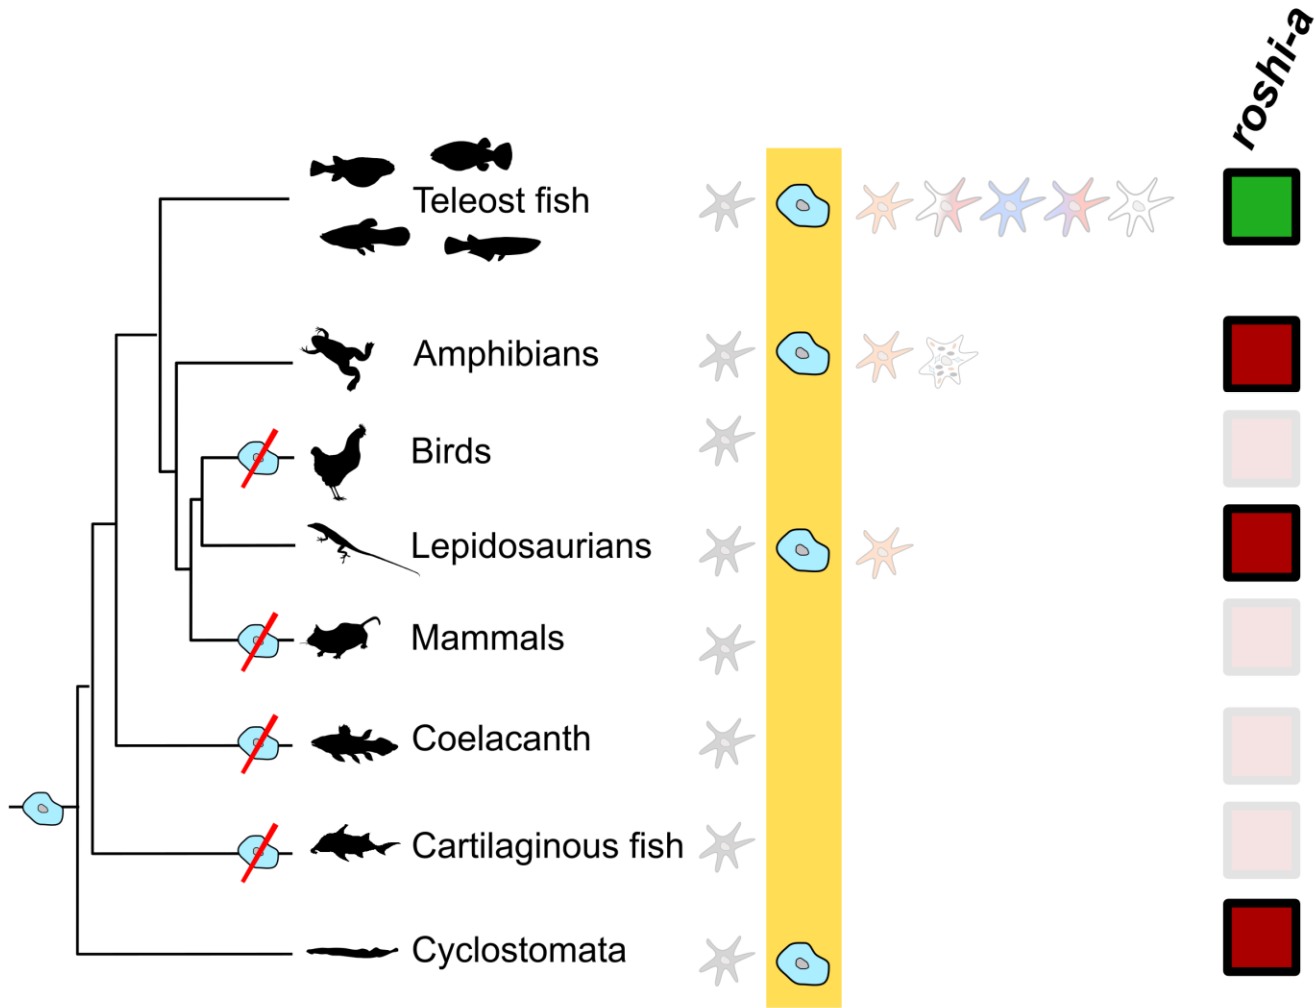 roshi-a
Teleost fish
Amphibians
Birds
Lepidosaurians
Mammals
Coelacanth
Cartilaginous fish
Cyclostomata